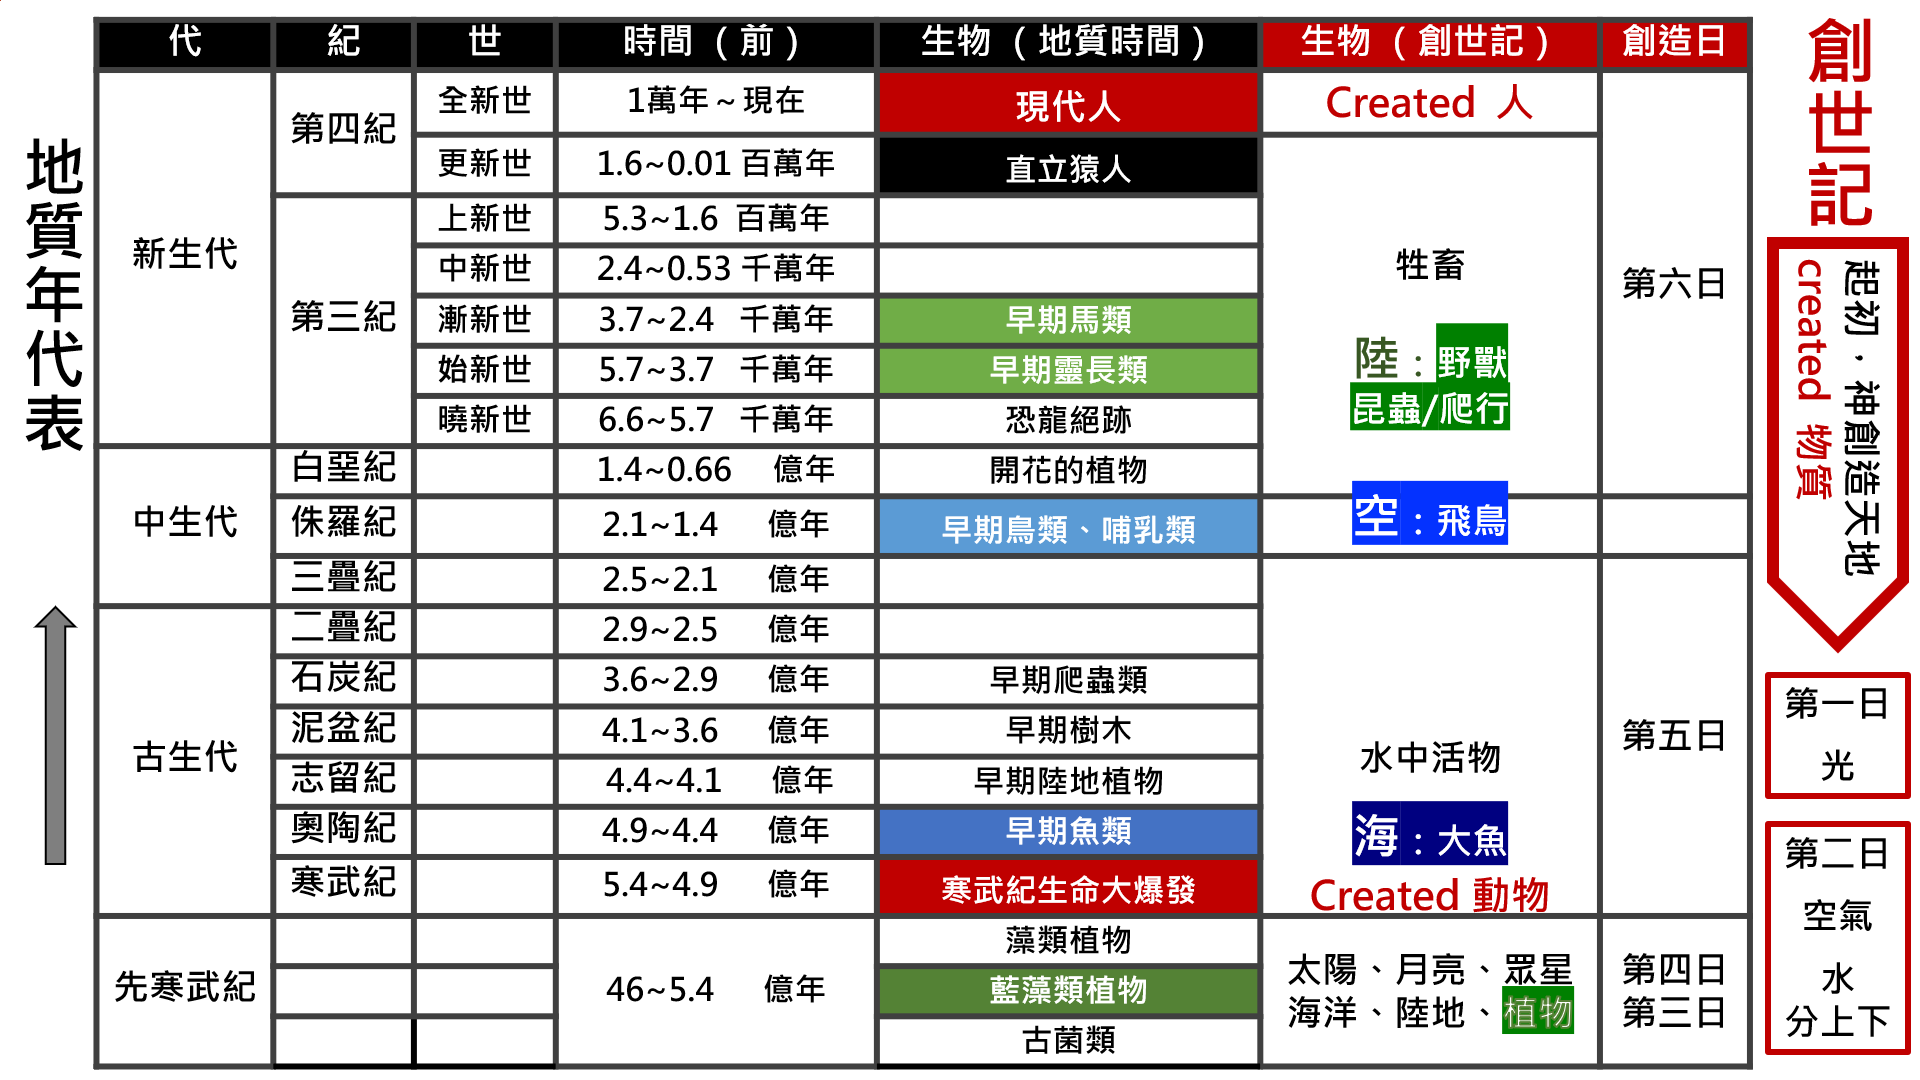 地質年代表
代 紀 世 時間（前） 生物（地質時間） 生物（創世記） 創造日
新生代 第四紀 全新世 1萬年～現在 現代人 Created 人 第六日
更新世 1.6~0.01 百萬年 直立猿人
第三紀 上新世 5.3~1.6 百萬年
中新世 2.4~0.53 千萬年
牲畜
漸新世 3.7~2.4 千萬年 早期馬類
始新世 5.7~3.7 千萬年 早期靈長類
陸：野獸
昆蟲/爬行
曉新世 6.6~5.7 千萬年 恐龍絕跡
中生代 白堊紀 1.4~0.66 億年 開花的植物
侏羅紀 2.1~1.4 億年 早期鳥類、哺乳類 空：飛鳥
三疊紀 2.5~2.1 億年
古生代 二疊紀 2.9~2.5 億年
石炭紀 3.6~2.9 億年 早期爬蟲類
泥盆紀 4.1~3.6 億年 早期樹木 水中活物 第五日
志留紀 4.4~4.1 億年 早期陸地植物
奧陶紀 4.9~4.4 億年 早期魚類 海：大魚
寒武紀 5.4~4.9 億年 寒武紀生命大爆發 Created 動物
先寒武紀 46~5.4 億年 藻類植物
藍藻類植物
古菌類
太陽、月亮、眾星 第四日
海洋、陸地、植物 第三日
創世記
起初，神創造天地
created 物質
第一日
光
第二日
空氣
水
分上下